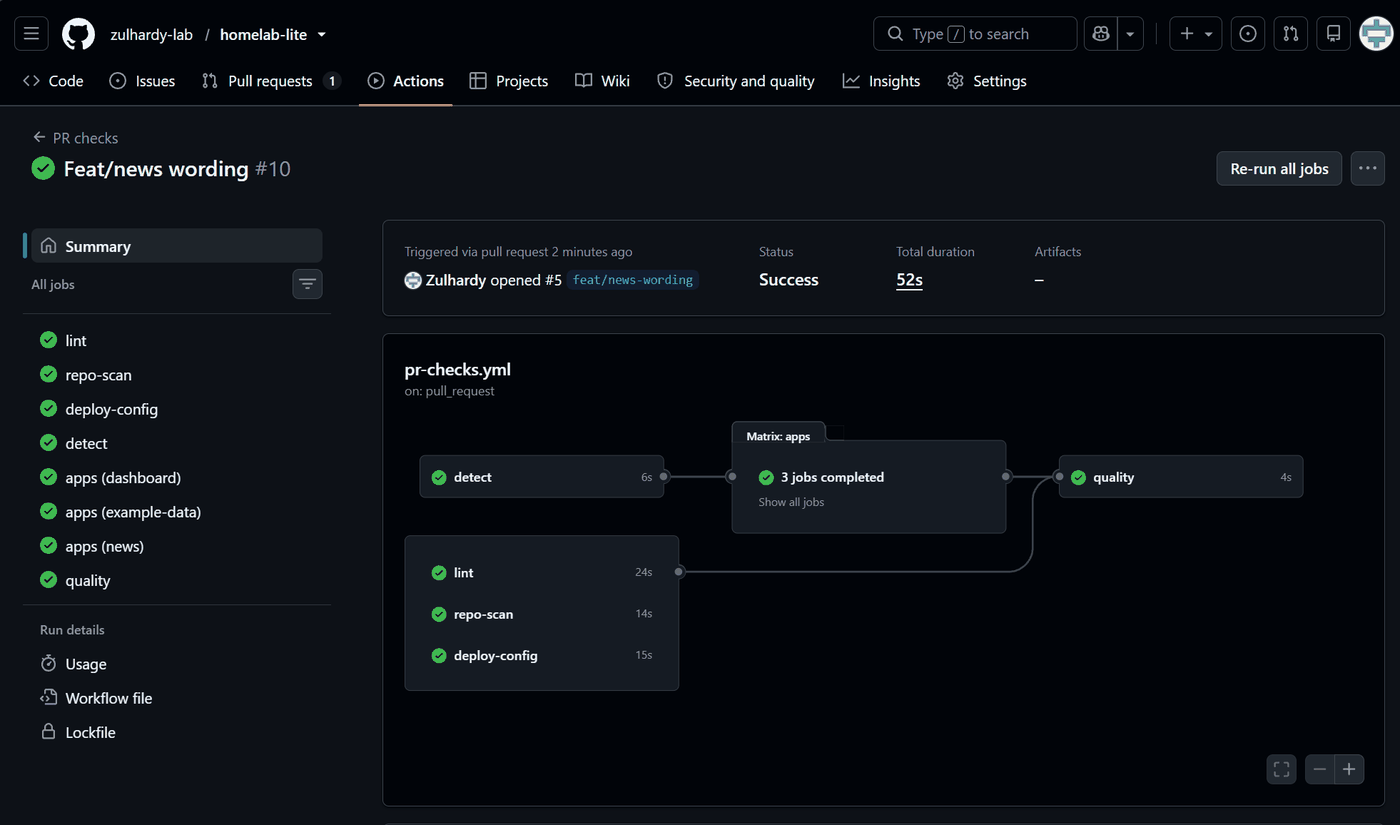 zulhardy-lab / homelab-lite
Type / to search
Code
Issues
Pull requests 1
Actions
Projects
Wiki
Security and quality
Insights
Settings
PR checks
Feat/news wording #10
Re-run all jobs
Summary
All jobs
lint
repo-scan
deploy-config
detect
apps (dashboard)
apps (example-data)
apps (news)
quality
Run details
Usage
Workflow file
Lockfile
Triggered via pull request 2 minutes ago
Zulhardy opened #5 feat/news-wording
Status
Success
Total duration
52s
Artifacts
–
pr-checks.yml
on: pull_request
detect 6s
Matrix: apps
3 jobs completed
Show all jobs
quality 4s
lint 24s
repo-scan 14s
deploy-config 15s